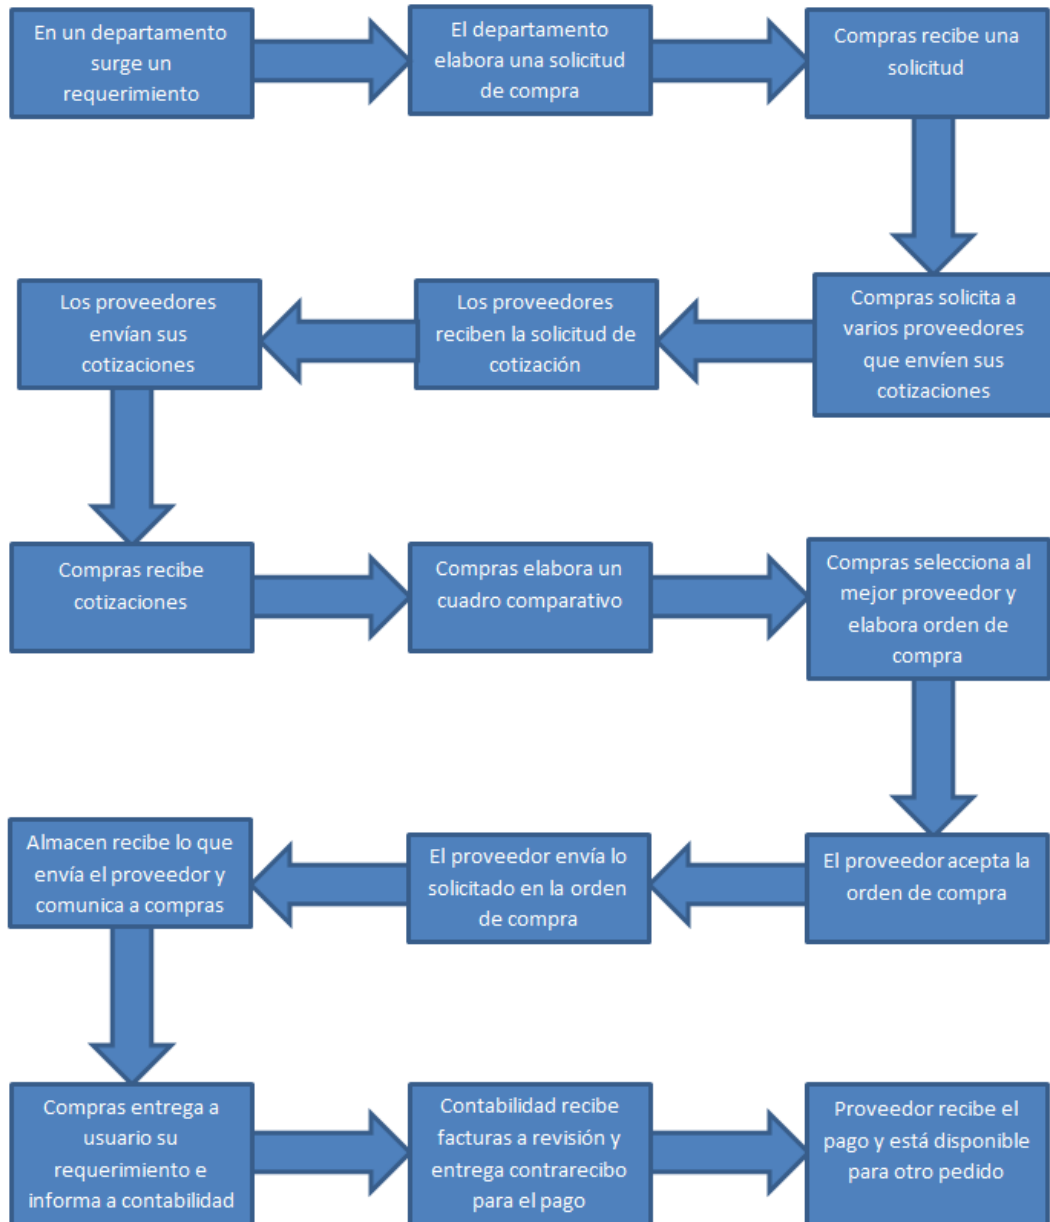 En un departamento
surge un
requerimiento
El departamento
elabora una solicitud
de compra
Compras recibe una
solicitud
Compras solicita a
varios proveedores
que envíen sus
cotizaciones
Los proveedores
reciben la solicitud de
cotización
Los proveedores
envían sus
cotizaciones
Compras recibe
cotizaciones
Compras elabora un
cuadro comparativo
Compras selecciona al
mejor proveedor y
elabora orden de
compra
El proveedor acepta la
orden de compra
El proveedor envía lo
solicitado en la orden
de compra
Almacen recibe lo que
envía el proveedor y
comunica a compras
Compras entrega a
usuario su
requerimiento e
informa a contabilidad
Contabilidad recibe
facturas a revisión y
entrega contrarecibo
para el pago
Proveedor recibe el
pago y está disponible
para otro pedido